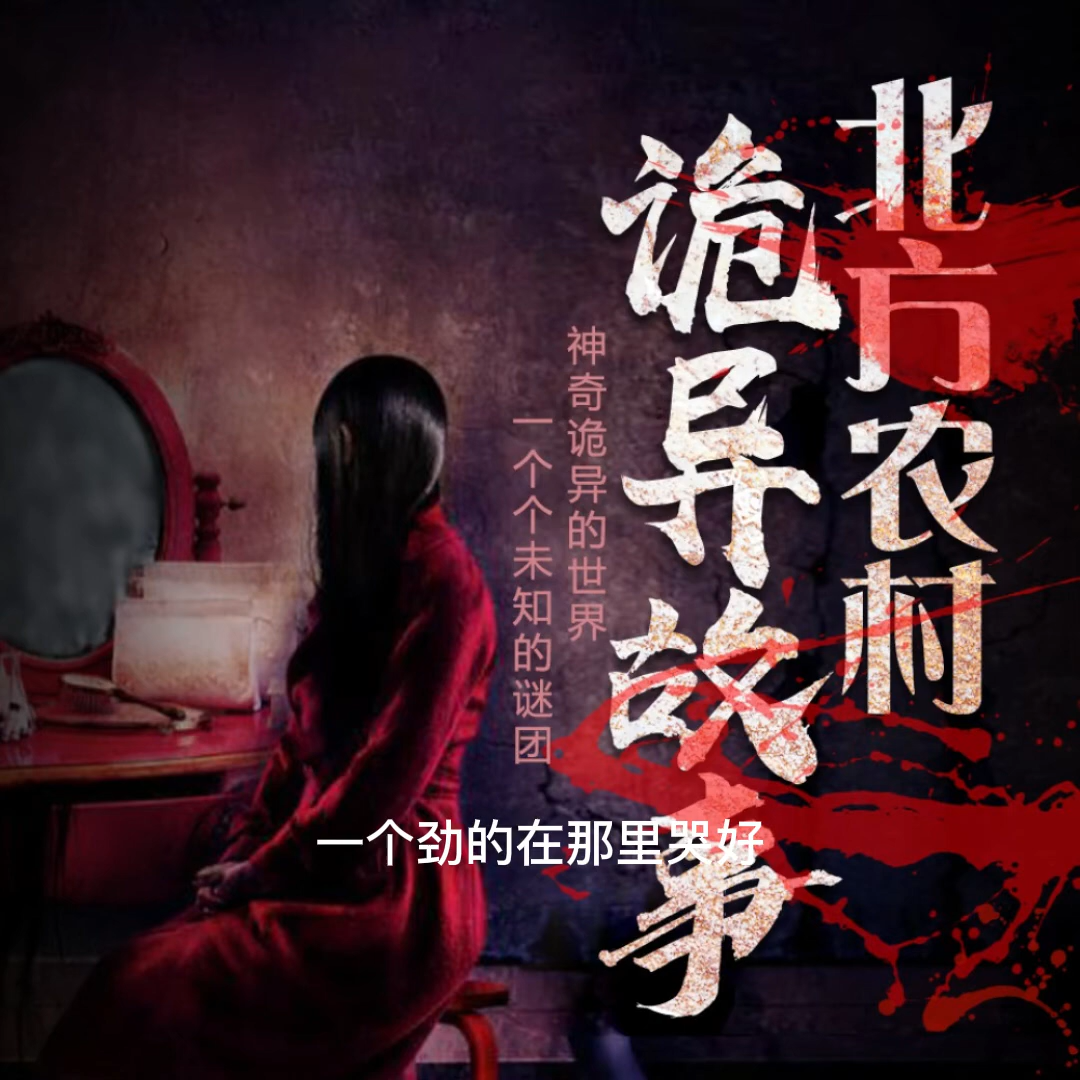 北方农村
诡异故事
神奇诡异的世界
一个个未知的谜团
一个劲的在那里哭好